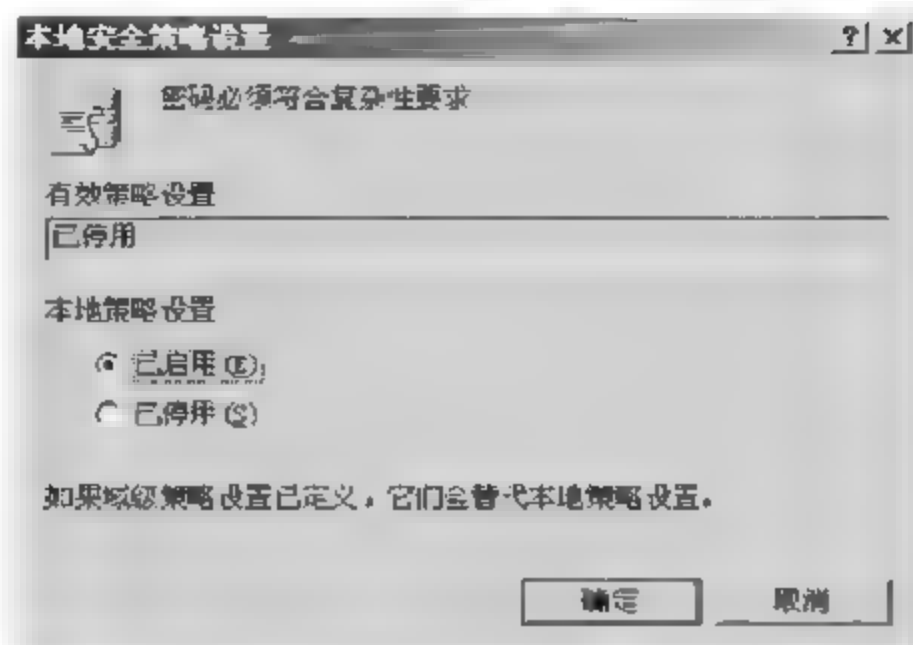 本地安全策略设置
密码必须符合复杂性要求
有效策略设置
已停用
本地策略设置
已启用(E)
已停用(S)
如果域级策略设置已定义，它们会替代本地策略设置。
确定
取消